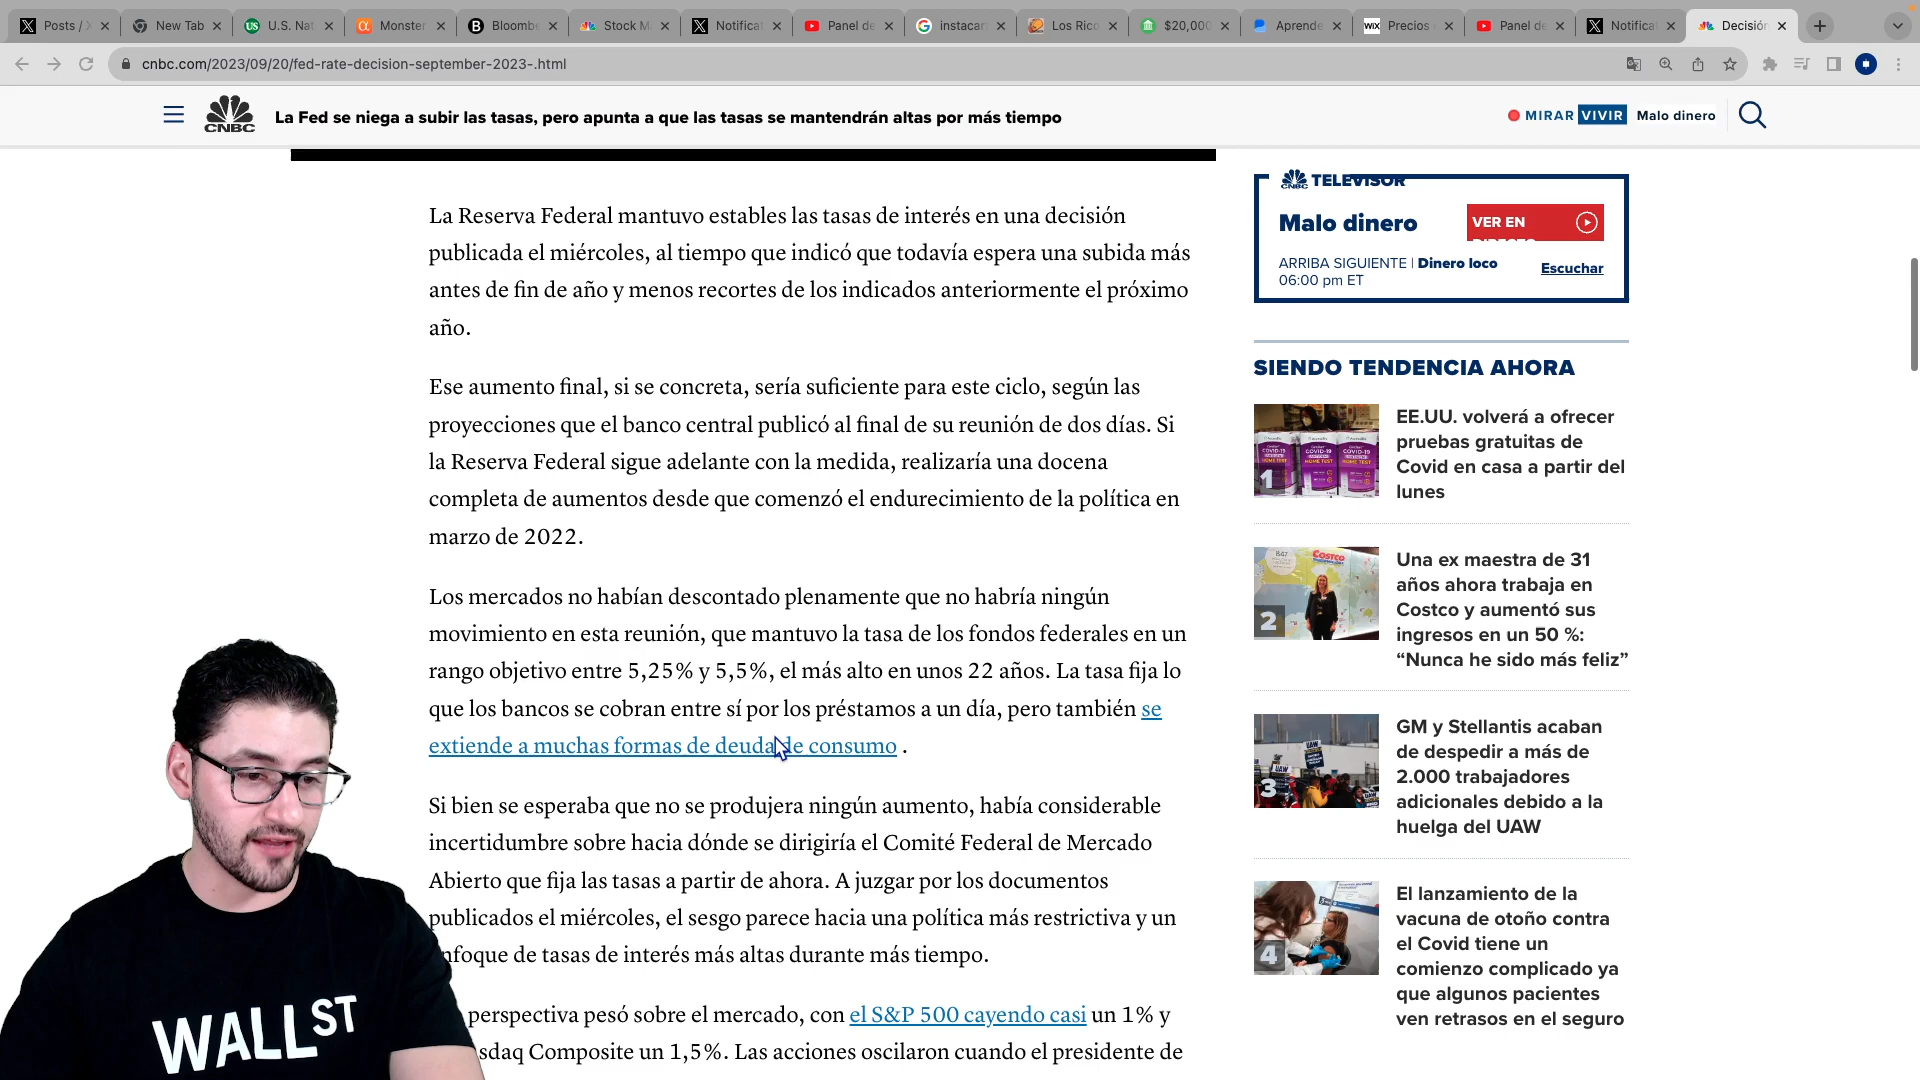 Posts / X
New Tab
U.S. Nat
Monster
Bloombe
Stock M
Notificat
Panel de
instacar
Los Rico
$20,000
Aprende
Precios
Panel de
Notificat
Decisión
cnbc.com/2023/09/20/fed-rate-decision-september-2023-.html
CNBC
La Fed se niega a subir las tasas, pero apunta a que las tasas se mantendrán altas por más tiempo
MIRAR VIVIR Malo dinero
La Reserva Federal mantuvo estables las tasas de interés en una decisión
publicada el miércoles, al tiempo que indicó que todavía espera una subida más
antes de fin de año y menos recortes de los indicados anteriormente el próximo
año.
Ese aumento final, si se concreta, sería suficiente para este ciclo, según las
proyecciones que el banco central publicó al final de su reunión de dos días. Si
la Reserva Federal sigue adelante con la medida, realizaría una docena
completa de aumentos desde que comenzó el endurecimiento de la política en
marzo de 2022.
Los mercados no habían descontado plenamente que no habría ningún
movimiento en esta reunión, que mantuvo la tasa de los fondos federales en un
rango objetivo entre 5,25% y 5,5%, el más alto en unos 22 años. La tasa fija lo
que los bancos se cobran entre sí por los préstamos a un día, pero también se
extiende a muchas formas de deuda de consumo .
Si bien se esperaba que no se produjera ningún aumento, había considerable
incertidumbre sobre hacia dónde se dirigiría el Comité Federal de Mercado
Abierto que fija las tasas a partir de ahora. A juzgar por los documentos
publicados el miércoles, el sesgo parece hacia una política más restrictiva y un
nfoque de tasas de interés más altas durante más tiempo.
perspectiva pesó sobre el mercado, con el S&P 500 cayendo casi un 1% y
sdaq Composite un 1,5%. Las acciones oscilaron cuando el presidente de
CNBC TELEVISOR
Malo dinero
VER EN
DIRECTO
ARRIBA SIGUIENTE | Dinero loco
06:00 pm ET
Escuchar
SIENDO TENDENCIA AHORA
1
EE.UU. volverá a ofrecer
pruebas gratuitas de
Covid en casa a partir del
lunes
2
Una ex maestra de 31
años ahora trabaja en
Costco y aumentó sus
ingresos en un 50 %:
“Nunca he sido más feliz”
3
GM y Stellantis acaban
de despedir a más de
2.000 trabajadores
adicionales debido a la
huelga del UAW
4
El lanzamiento de la
vacuna de otoño contra
el Covid tiene un
comienzo complicado ya
que algunos pacientes
ven retrasos en el seguro
WALL ST